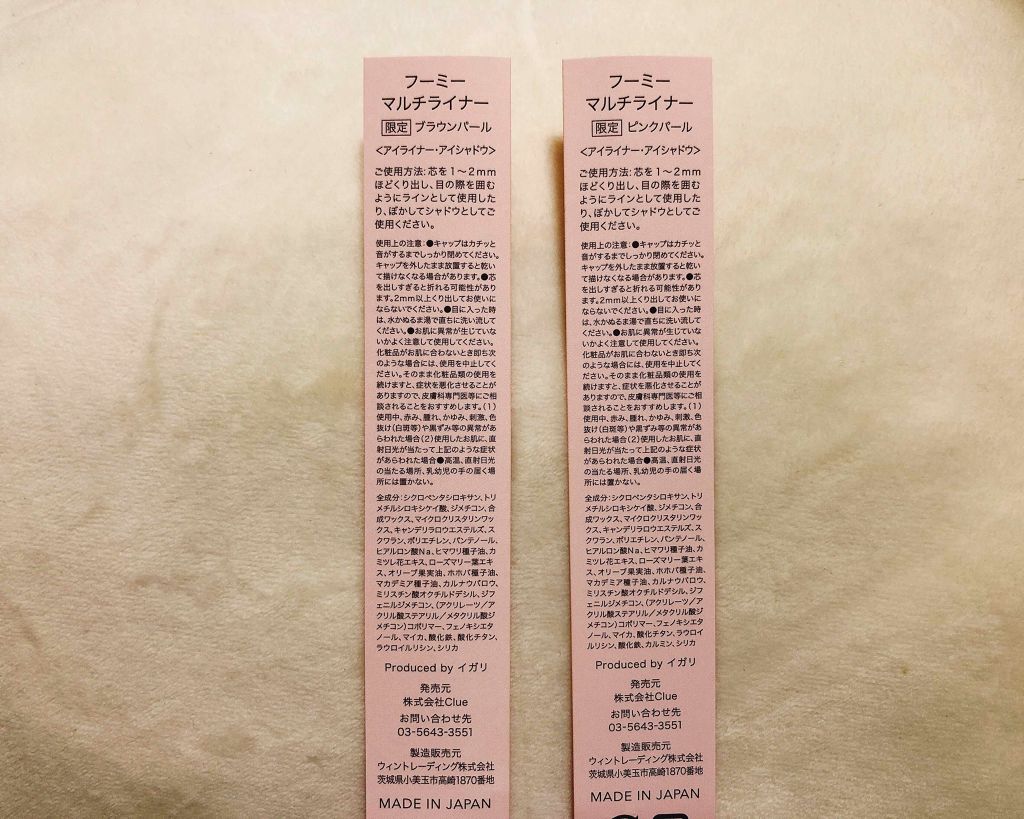 フーミー
マルチライナー
限定 ブラウンパール
<アイライナー・アイシャドウ>
ご使用方法:芯を1～2mm
ほどくり出し、目の際を囲む
ようにラインとして使用した
り、ぼかしてシャドウとしてご
使用ください。
使用上の注意:●キャップはカチッと
音がするまでしっかり閉めてください。
キャップを外したまま放置すると乾い
て描けなくなる場合があります。●芯
を出しすぎると折れる可能性があり
ます。2mm以上くり出してお使いに
ならないでください。●目に入った時
は、水かぬるま湯で直ちに洗い流して
ください。●お肌に異常が生じていな
いかよく注意して使用してください。
化粧品がお肌に合わないとき即ち次
のような場合には、使用を中止してく
ださい。そのまま化粧品類の使用を
続けますと、症状を悪化させることが
ありますので、皮膚科専門医等にご相
談されることをおすすめします。(1)
使用中、赤み、腫れ、かゆみ、刺激、色
抜け(白斑等)や黒ずみ等の異常があ
らわれた場合(2)使用したお肌に、直
射日光が当たって上記のような症状
があらわれた場合●高温、直射日光
の当たる場所、乳幼児の手の届く場
所には置かない。
全成分:シクロペンタシロキサン、トリ
メチルシロキシケイ酸、ジメチコン、合
成ワックス、マイクロクリスタリンワッ
クス、キャンデリラロウエステルズ、ス
クワラン、ポリエチレン、パンテノール、
ヒアルロン酸Na、ヒマワリ種子油、カ
ミツレ花エキス、ローズマリー葉エキ
ス、オリーブ果実油、ホホバ種子油、
マカデミア種子油、カルナウバロウ、
ミリスチン酸オクチルドデシル、ジフ
ェニルジメチコン、(アクリレーツ/ア
クリル酸ステアリル/メタクリル酸ジ
メチコン)コポリマー、フェノキシエタ
ノール、マイカ、酸化鉄、酸化チタン、
ラウロイルリシン、シリカ
Produced by イガリ
発売元
株式会社Clue
お問い合わせ先
03-5643-3551
製造販売元
ウィントレーディング株式会社
茨城県小美玉市高崎1870番地
MADE IN JAPAN
フーミー
マルチライナー
限定 ピンクパール
<アイライナー・アイシャドウ>
ご使用方法:芯を1～2mm
ほどくり出し、目の際を囲む
ようにラインとして使用した
り、ぼかしてシャドウとしてご
使用ください。
使用上の注意:●キャップはカチッと
音がするまでしっかり閉めてください。
キャップを外したまま放置すると乾い
て描けなくなる場合があります。●芯
を出しすぎると折れる可能性があり
ます。2mm以上くり出してお使いに
ならないでください。●目に入った時
は、水かぬるま湯で直ちに洗い流して
ください。●お肌に異常が生じていな
いかよく注意して使用してください。
化粧品がお肌に合わないとき即ち次
のような場合には、使用を中止してく
ださい。そのまま化粧品類の使用を
続けますと、症状を悪化させることが
ありますので、皮膚科専門医等にご相
談されることをおすすめします。(1)
使用中、赤み、腫れ、かゆみ、刺激、色
抜け(白斑等)や黒ずみ等の異常があ
らわれた場合(2)使用したお肌に、直
射日光が当たって上記のような症状
があらわれた場合●高温、直射日光
の当たる場所、乳幼児の手の届く場
所には置かない。
全成分:シクロペンタシロキサン、トリ
メチルシロキシケイ酸、ジメチコン、合
成ワックス、マイクロクリスタリンワッ
クス、キャンデリラロウエステルズ、ス
クワラン、ポリエチレン、パンテノール、
ヒアルロン酸Na、ヒマワリ種子油、カ
ミツレ花エキス、ローズマリー葉エキ
ス、オリーブ果実油、ホホバ種子油、
マカデミア種子油、カルナウバロウ、
ミリスチン酸オクチルドデシル、ジフ
ェニルジメチコン、(アクリレーツ/ア
クリル酸ステアリル/メタクリル酸ジ
メチコン)コポリマー、フェノキシエタ
ノール、マイカ、酸化チタン、ラウロイ
ルリシン、酸化鉄、カルミン、シリカ
Produced by イガリ
発売元
株式会社Clue
お問い合わせ先
03-5643-3551
製造販売元
ウィントレーディング株式会社
茨城県小美玉市高崎1870番地
MADE IN JAPAN